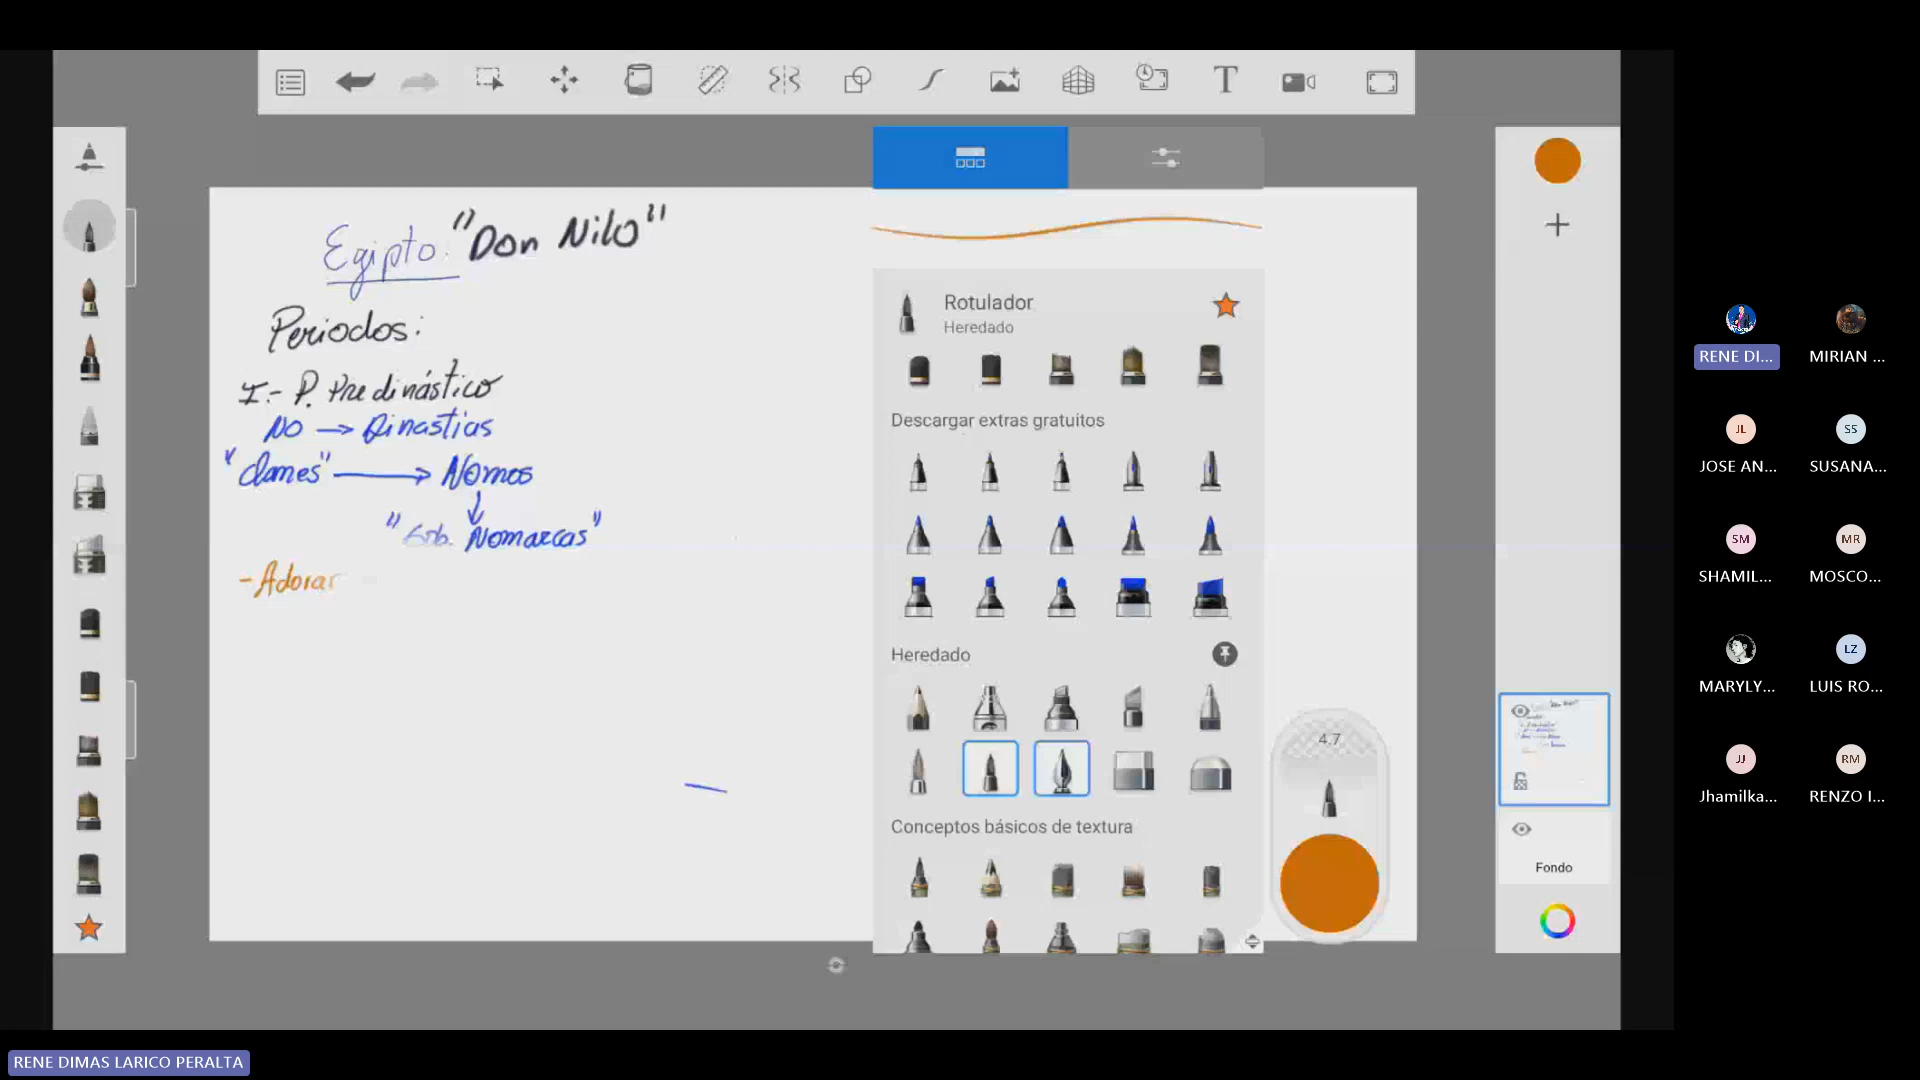 Egipto: "Don Nilo"
Periodos:
I.- P. Predinástico
No → Dinastias
"clanes" → Nomos
↓
"Gob. Nomarcas"
- Adorar
Rotulador
Heredado
Descargar extras gratuitos
Heredado
Conceptos básicos de textura
4.7
T
Fondo
RENE DI...
MIRIAN ...
JL
SS
JOSE AN...
SUSANA...
SM
MR
SHAMIL...
MOSCO...
LZ
MARYLY...
LUIS RO...
JJ
RM
Jhamilka...
RENZO I...
RENE DIMAS LARICO PERALTA